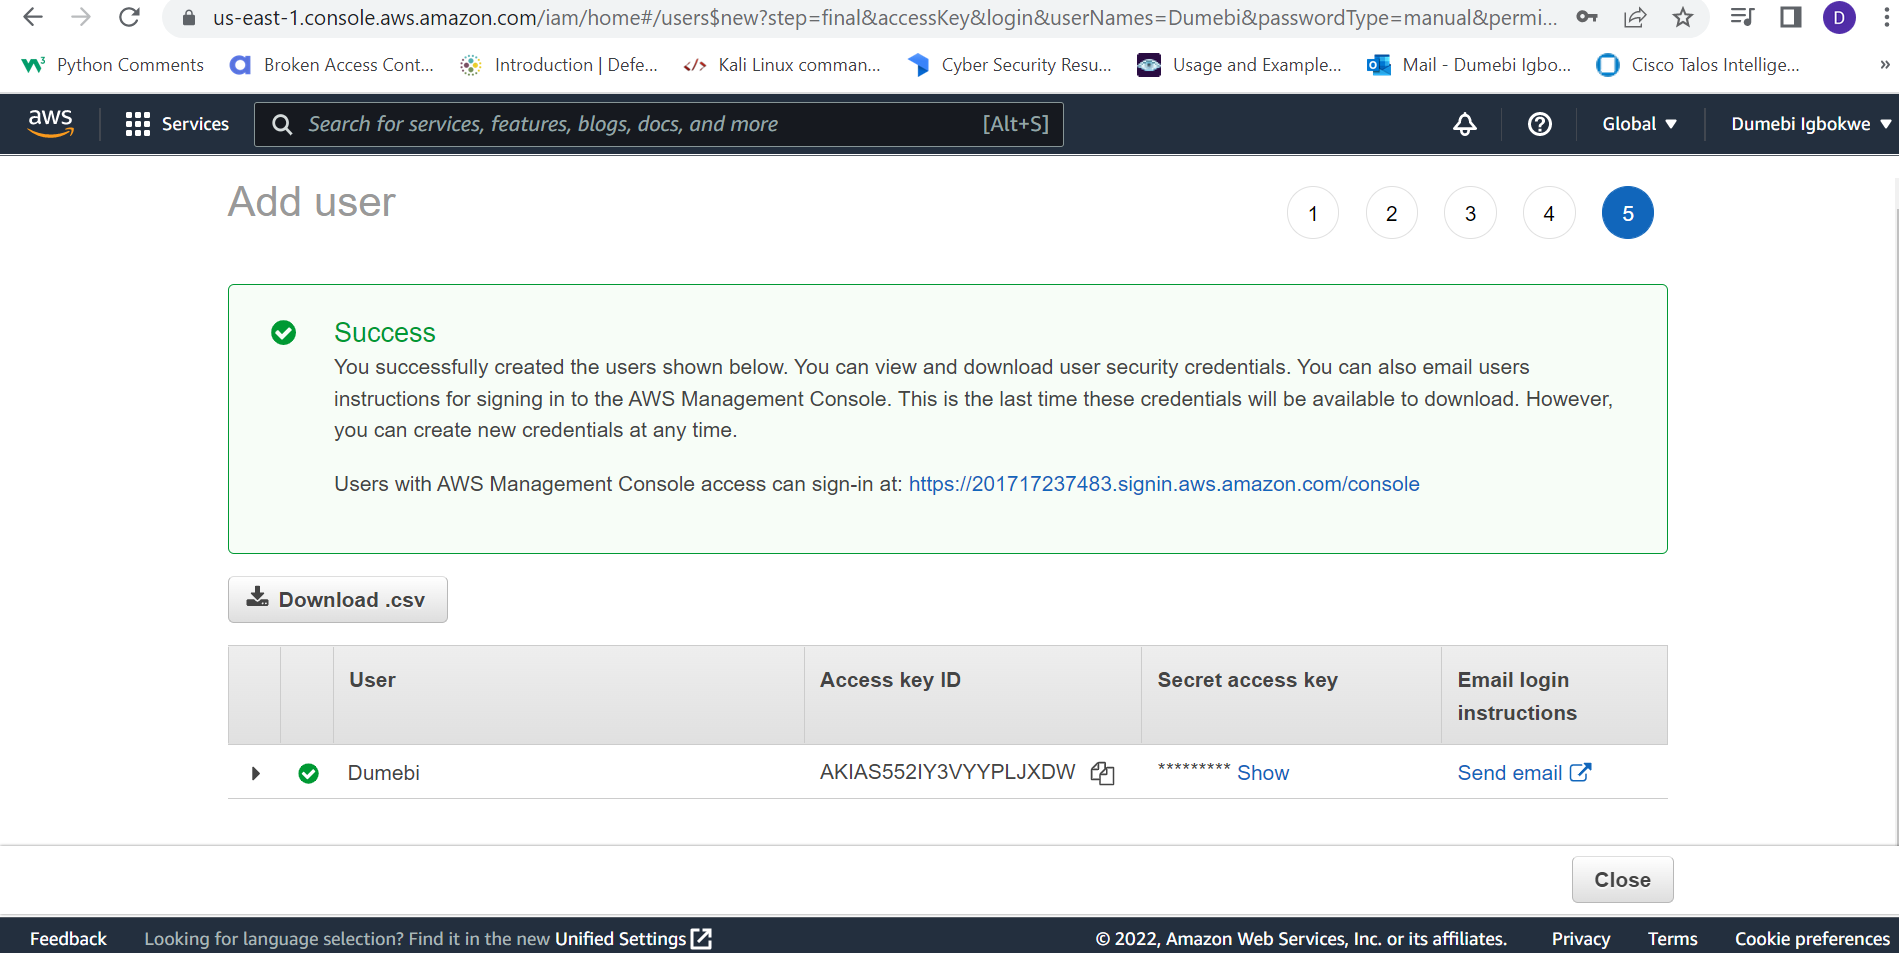 us-east-1.console.aws.amazon.com/iam/home#/users$new?step=final&accessKey&login&userNames=Dumebi&passwordType=manual&permi...
D
W3 Python Comments
Broken Access Cont...
Introduction | Defe...
</> Kali Linux comman...
Cyber Security Resu...
Usage and Example...
Mail - Dumebi Igbo...
Cisco Talos Intellige...
»
aws
Services
Search for services, features, blogs, docs, and more [Alt+S]
Global
Dumebi Igbokwe
Add user
1 2 3 4 5
Success
You successfully created the users shown below. You can view and download user security credentials. You can also email users
instructions for signing in to the AWS Management Console. This is the last time these credentials will be available to download. However,
you can create new credentials at any time.
Users with AWS Management Console access can sign-in at: https://201717237483.signin.aws.amazon.com/console
Download .csv
User
Access key ID
Secret access key
Email login
instructions
Dumebi
AKIAS552IY3VYYPLJXDW
********* Show
Send email
Close
Feedback
Looking for language selection? Find it in the new Unified Settings
© 2022, Amazon Web Services, Inc. or its affiliates.
Privacy
Terms
Cookie preferences